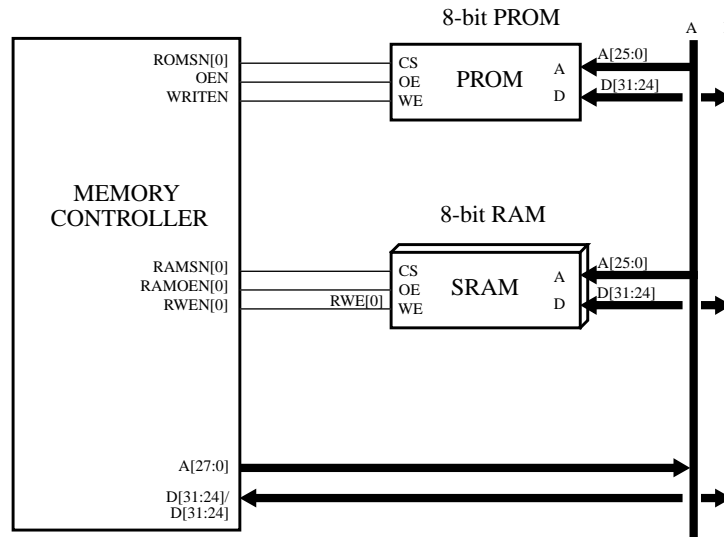 8-bit PROM
A
ROMSN[0]
OEN
WRITEN
CS
OE
WE
PROM
A
D
A[25:0]
D[31:24]
MEMORY
CONTROLLER
8-bit RAM
RAMSN[0]
RAMOEN[0]
RWEN[0]
RWE[0]
CS
OE
WE
SRAM
A
D
A[25:0]
D[31:24]
A[27:0]
D[31:24]/
D[31:24]